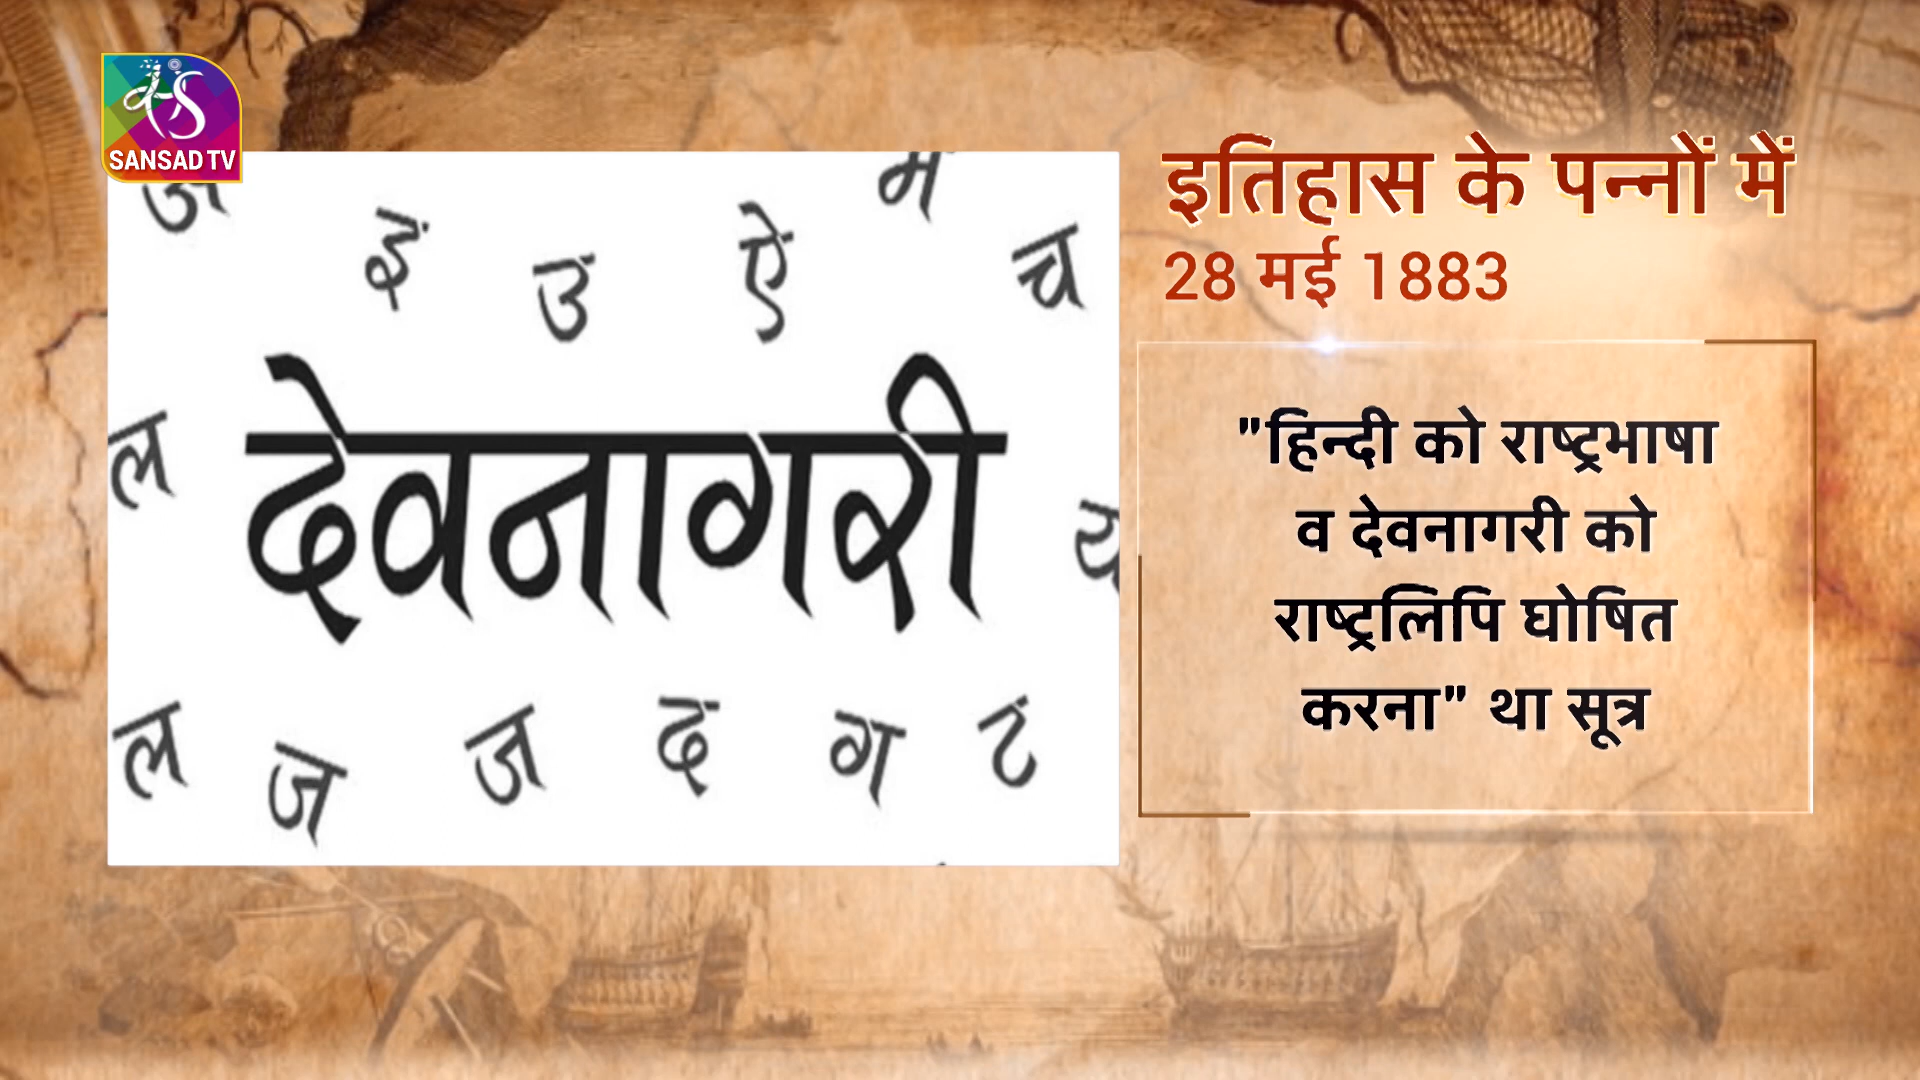 SANSAD TV
इतिहास के पन्नों में
28 मई 1883
इ उ ऐ म च
ल देवनागरी
ल ज ज द ग
"हिन्दी को राष्ट्रभाषा
व देवनागरी को
राष्ट्रलिपि घोषित
करना" था सूत्र